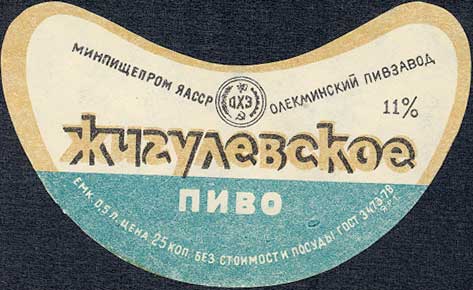 МИНПИЩЕПРОМ ЯАССР ОЛЕКМИНСКИЙ ПИВЗАВОД
11%
Жигулевское
ПИВО
ЕМК. 0,5 Л. ЦЕНА 25 КОП. БЕЗ СТОИМОСТИ ПОСУДЫ ГОСТ 3473-78